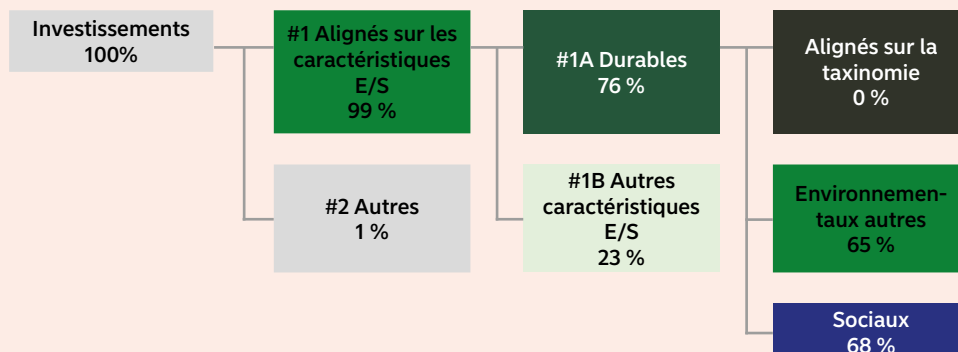 Investissements
100%
#1 Alignés sur les
caractéristiques
E/S
99 %
#1A Durables
76 %
Alignés sur la
taxinomie
0 %
#2 Autres
1 %
#1B Autres
caractéristiques
E/S
23 %
Environnemen-
taux autres
65 %
Sociaux
68 %